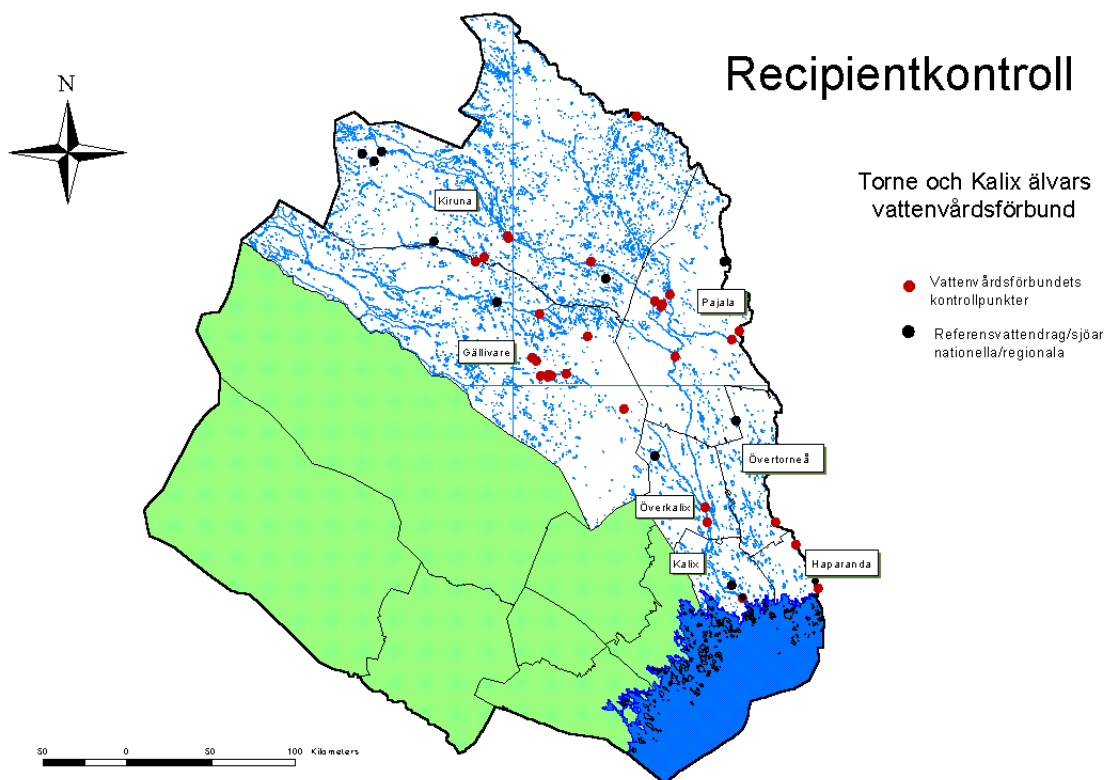 Recipientkontroll
N
Torne och Kalix älvars
vattenvårdsförbund
Kiruna
Vattenvårdsförbundets
kontrollpunkter
Pajala
Referensvattendrag/sjöar
nationella/regionala
Gällivare
Övertorneå
Överkalix
Kalix
Haparanda
50 0 50 100 Kilometers